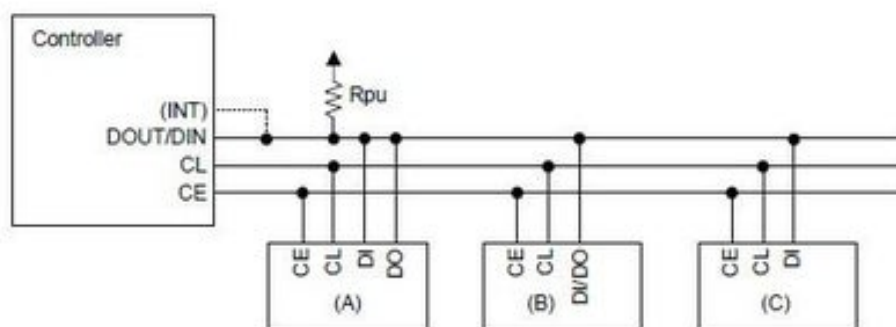 Controller
Rpu
(INT)
DOUT/DIN
CL
CE
CE
CL
DI
DO
(A)
CE
CL
DI/DO
(B)
CE
CL
DI
(C)